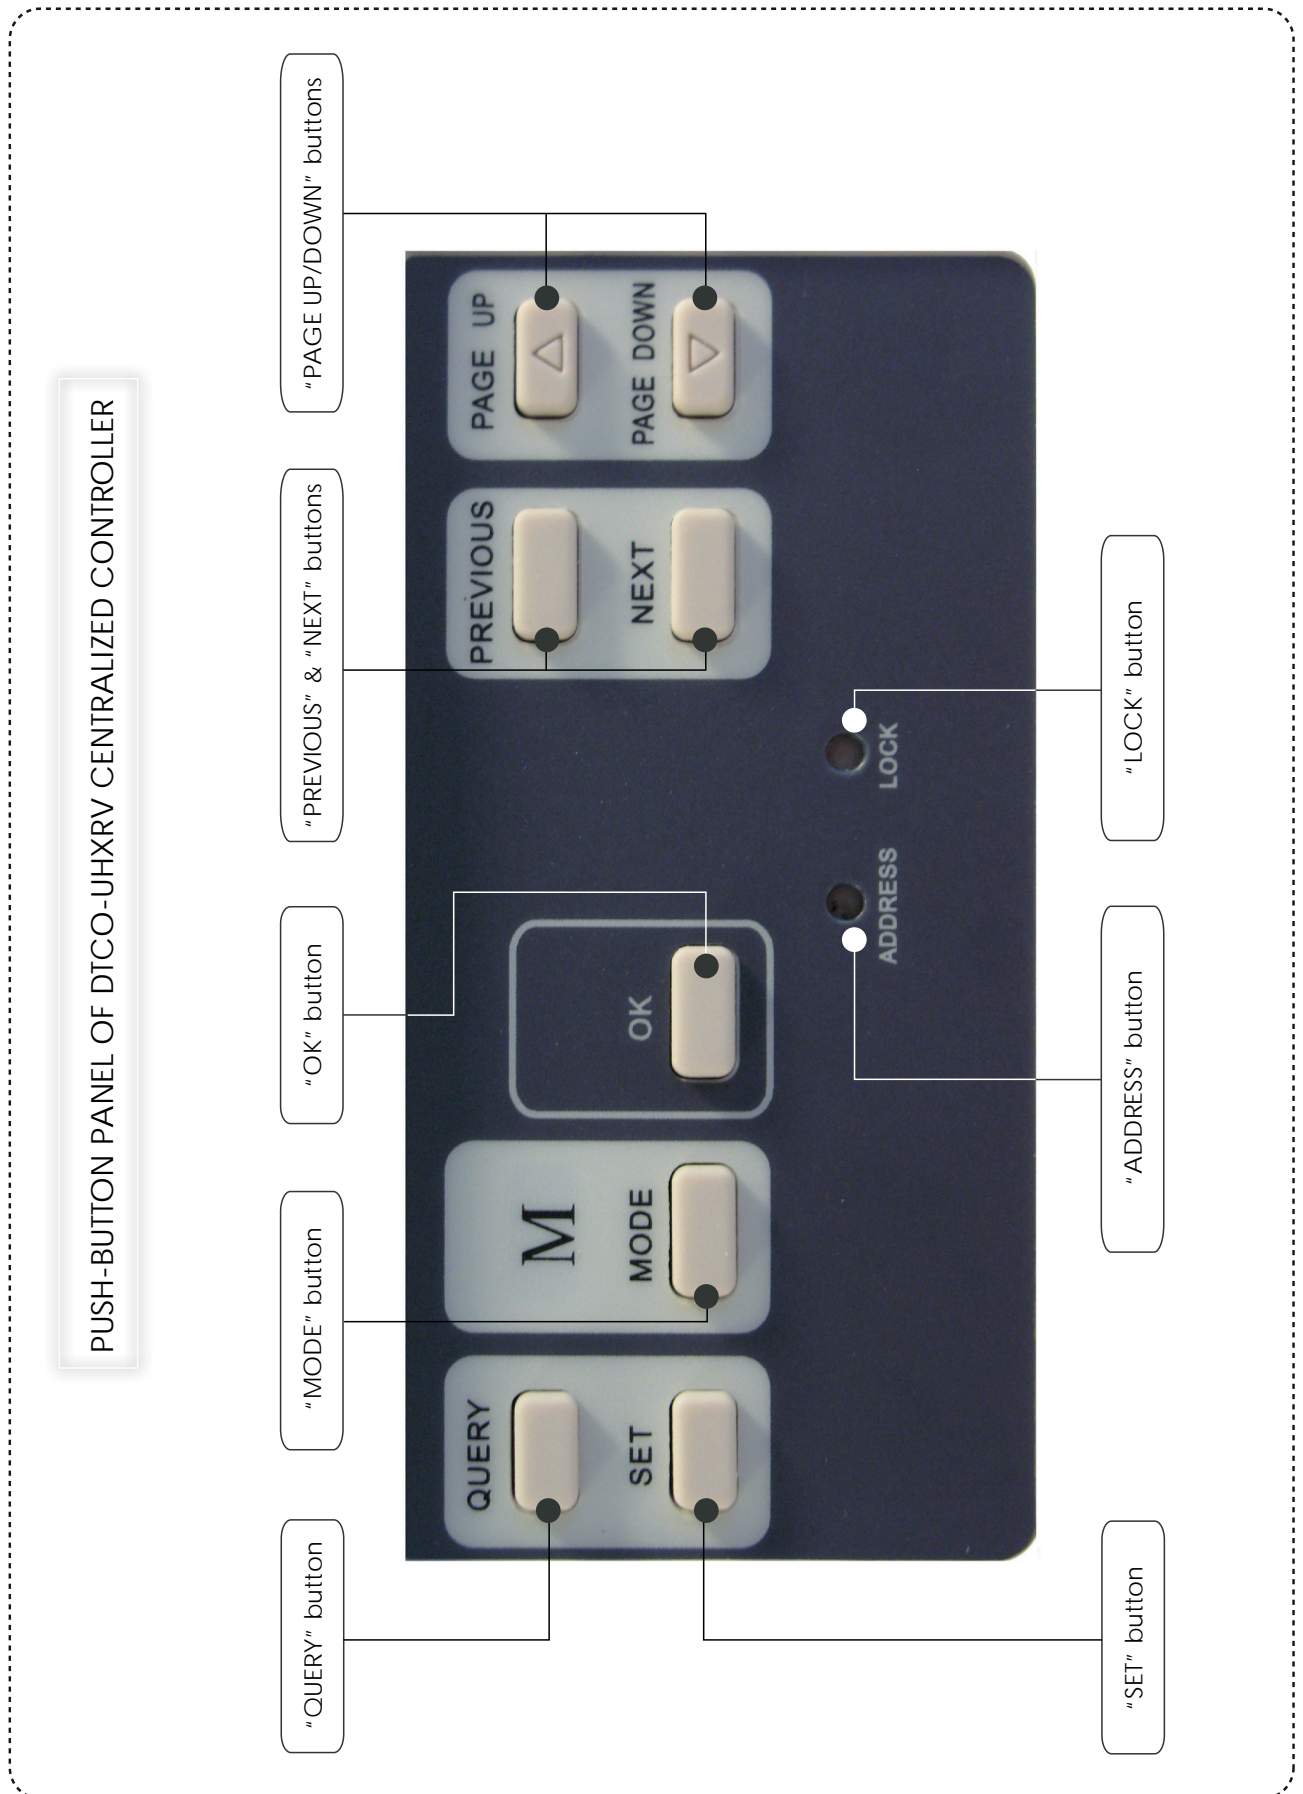 PUSH-BUTTON PANEL OF DTCO-UHXRV CENTRALIZED CONTROLLER
“QUERY” button
“MODE” button
“OK” button
“PREVIOUS” & “NEXT” buttons
“PAGE UP/DOWN” buttons
QUERY
SET
M
MODE
OK
PREVIOUS
NEXT
PAGE UP
PAGE DOWN
ADDRESS
LOCK
“SET” button
“ADDRESS” button
“LOCK” button